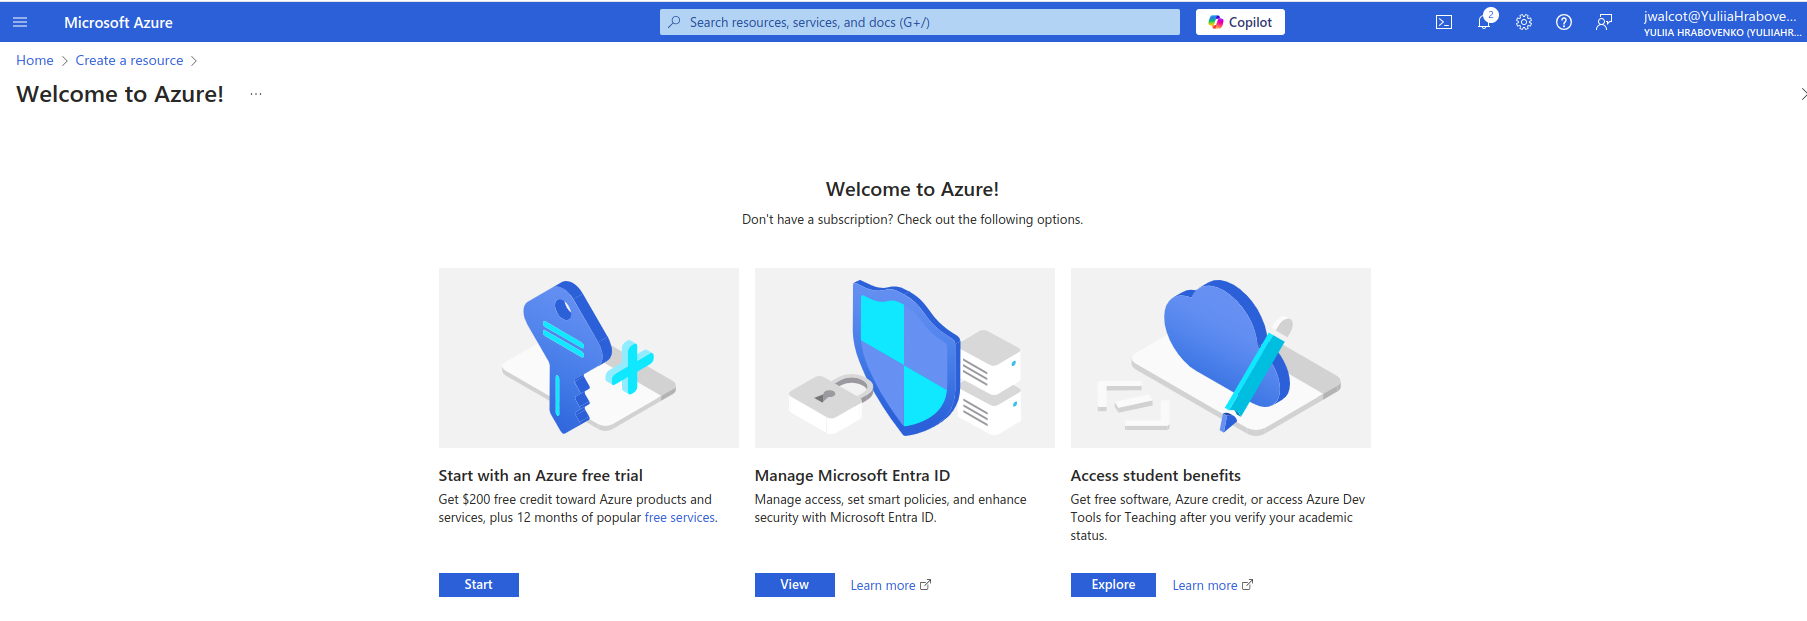 Microsoft Azure
Search resources, services, and docs (G+/)
Copilot
2
jwalcot@YuliiaHrabove...
YULIIA HRABOVENKO (YULIIAHR...
Home > Create a resource >
Welcome to Azure! ...
Welcome to Azure!
Don't have a subscription? Check out the following options.
Start with an Azure free trial
Get $200 free credit toward Azure products and
services, plus 12 months of popular free services.
Start
Manage Microsoft Entra ID
Manage access, set smart policies, and enhance
security with Microsoft Entra ID.
View
Learn more
Access student benefits
Get free software, Azure credit, or access Azure Dev
Tools for Teaching after you verify your academic
status.
Explore
Learn more